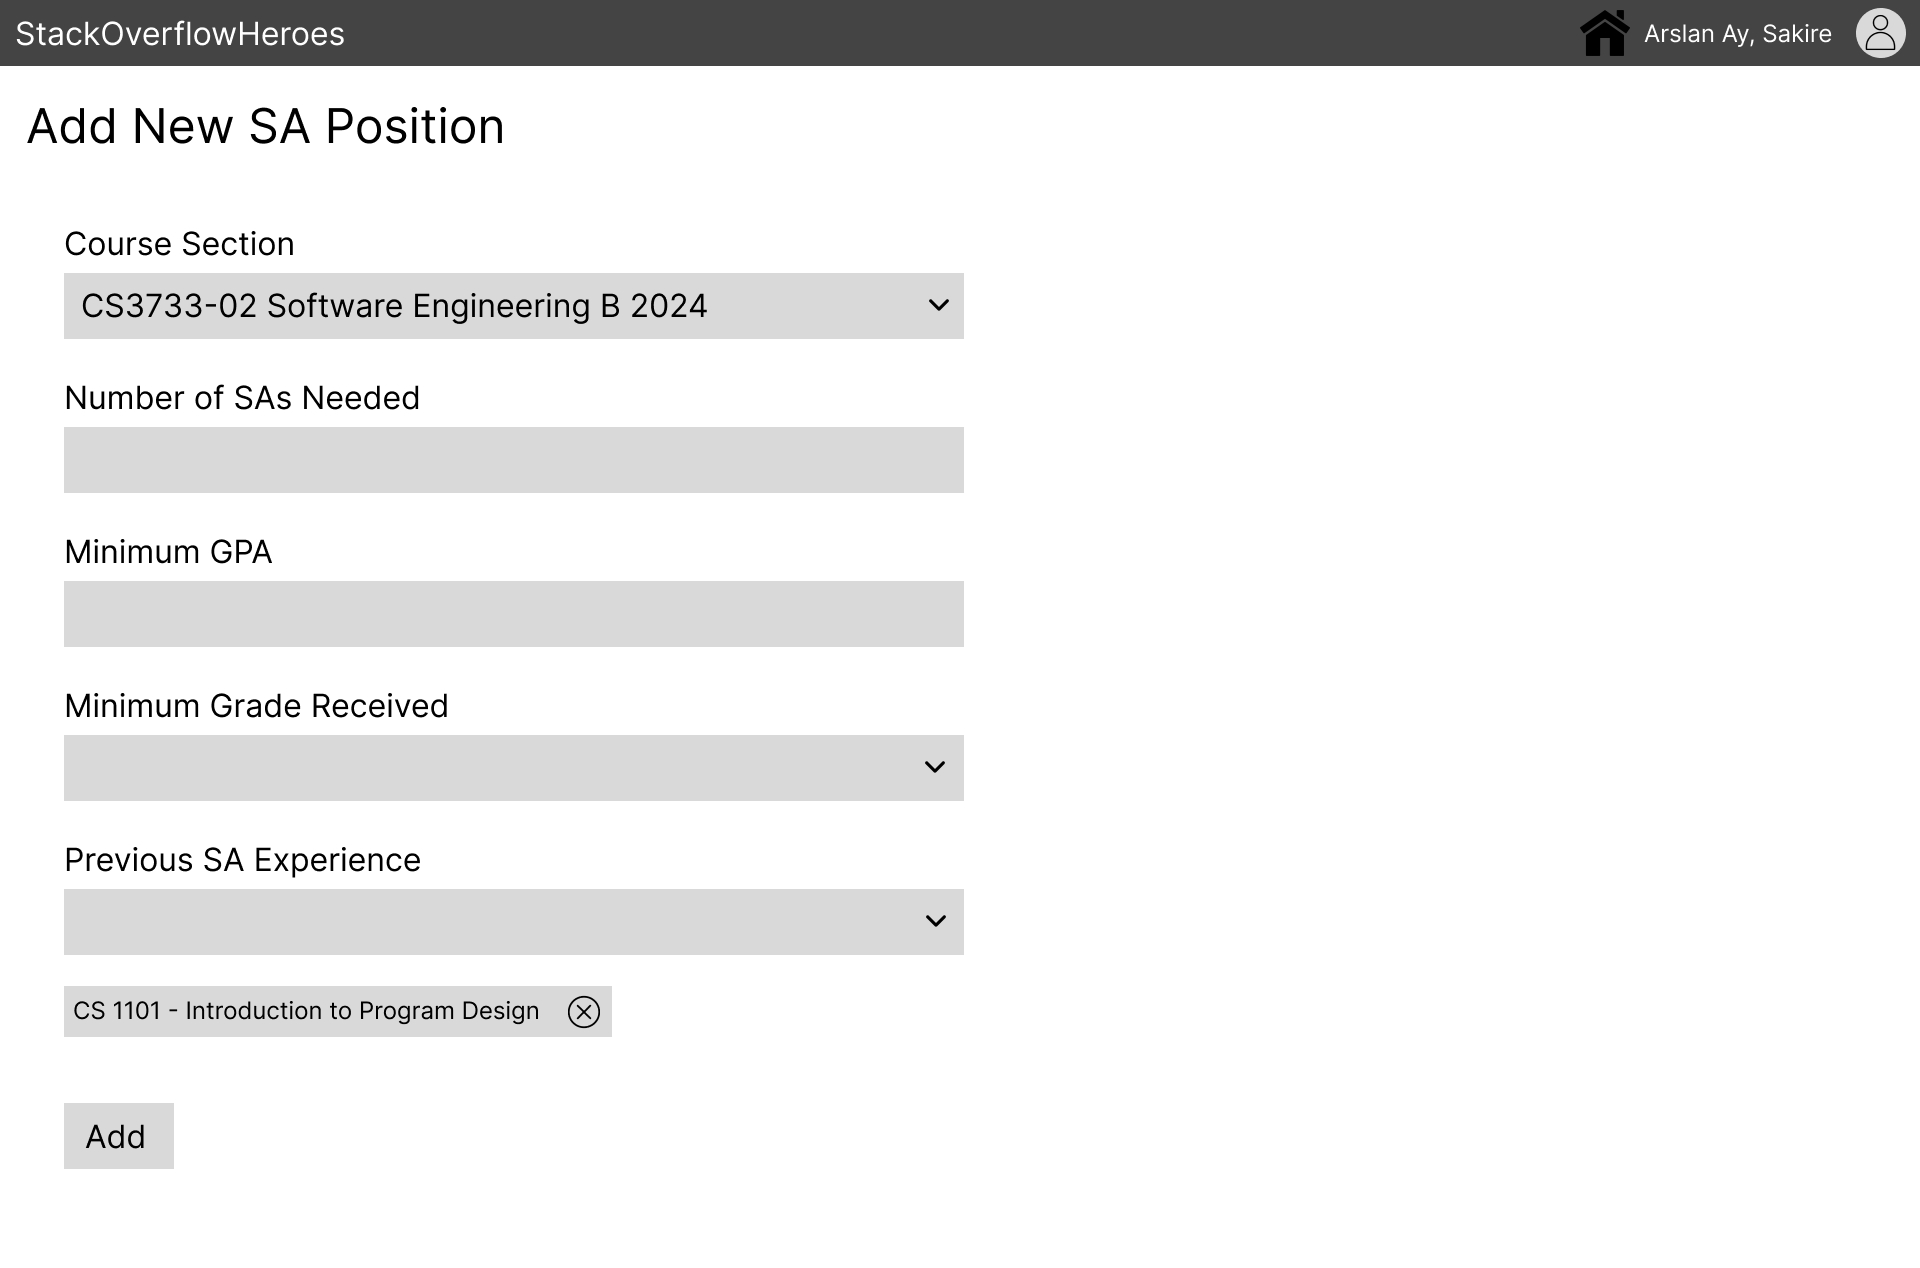 StackOverflowHeroes
Arslan Ay, Sakire
Add New SA Position
Course Section
CS3733-02 Software Engineering B 2024
Number of SAs Needed
Minimum GPA
Minimum Grade Received
Previous SA Experience
CS 1101 - Introduction to Program Design
Add